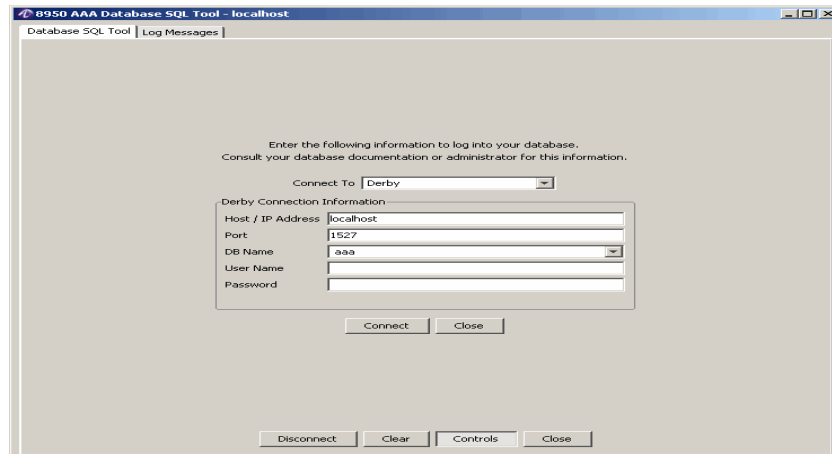 8950 AAA Database SQL Tool - localhost
Database SQL Tool Log Messages
Enter the following information to log into your database.
Consult your database documentation or administrator for this information.
Connect To Derby
Derby Connection Information
Host / IP Address localhost
Port 1527
DB Name aaa
User Name
Password
Connect Close
Disconnect Clear Controls Close